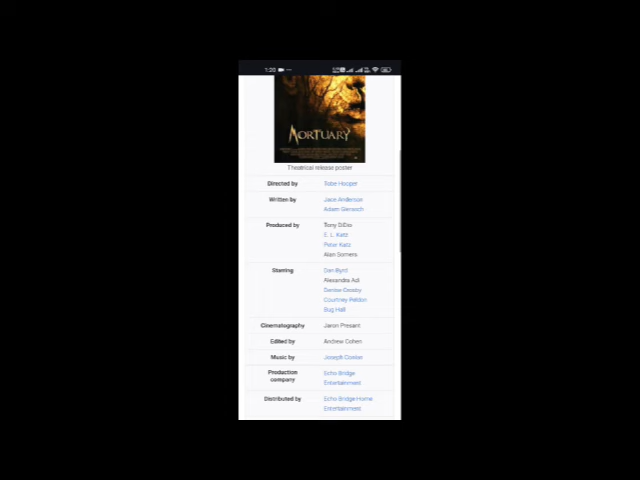 1:20
MORTUARY
Theatrical release poster
Directed by Tobe Hooper
Written by Jace Anderson
Adam Gierasch
Produced by Tony DiDio
E. L. Katz
Peter Katz
Alan Somers
Starring Dan Byrd
Alexandra Adi
Denise Crosby
Courtney Peldon
Bug Hall
Cinematography Jaron Presant
Edited by Andrew Cohen
Music by Joseph Conlan
Production Echo Bridge
company Entertainment
Distributed by Echo Bridge Home
Entertainment